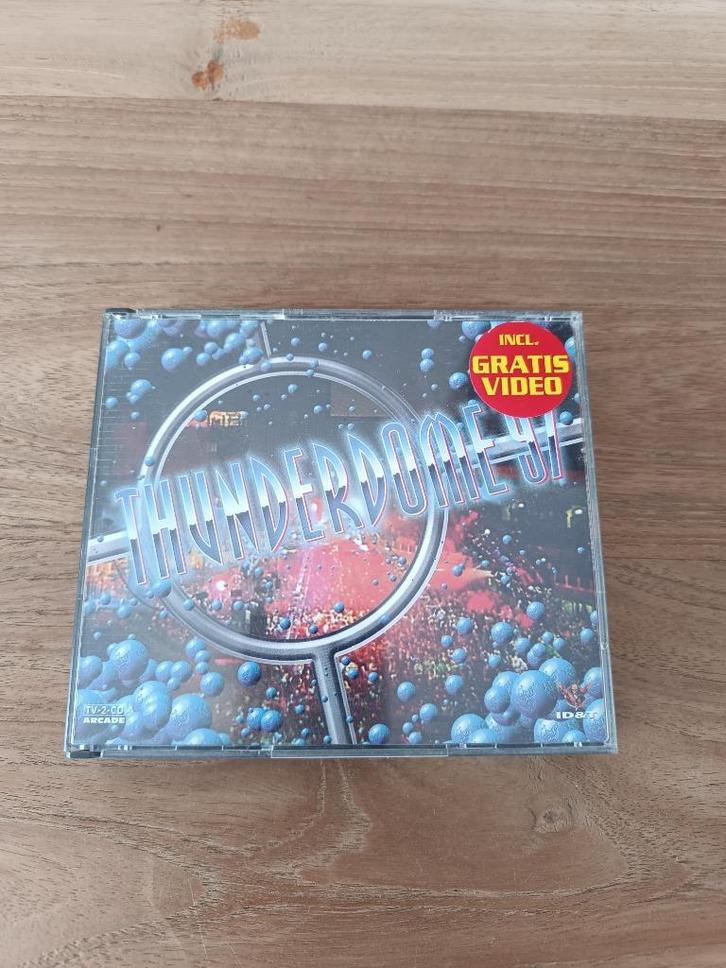 INCL.
GRATIS
VIDEO
THUNDERDOME '97
TV-2-CD
ARCADE
ID&T